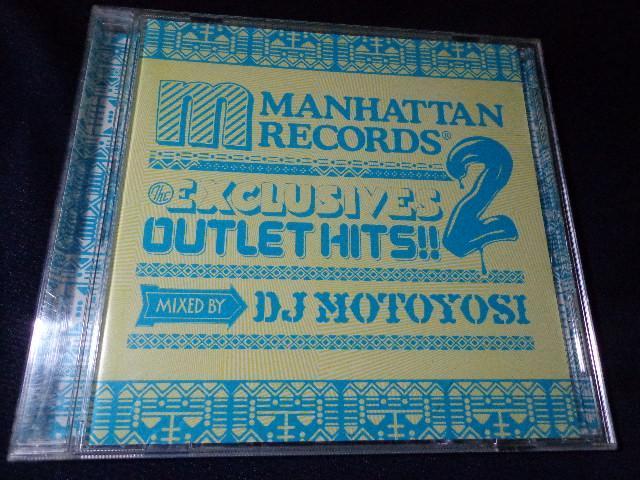 m MANHATTAN
RECORDS®
The EXCLUSIVES 2
OUTLET HITS!!
MIXED BY DJ MOTOYOSI